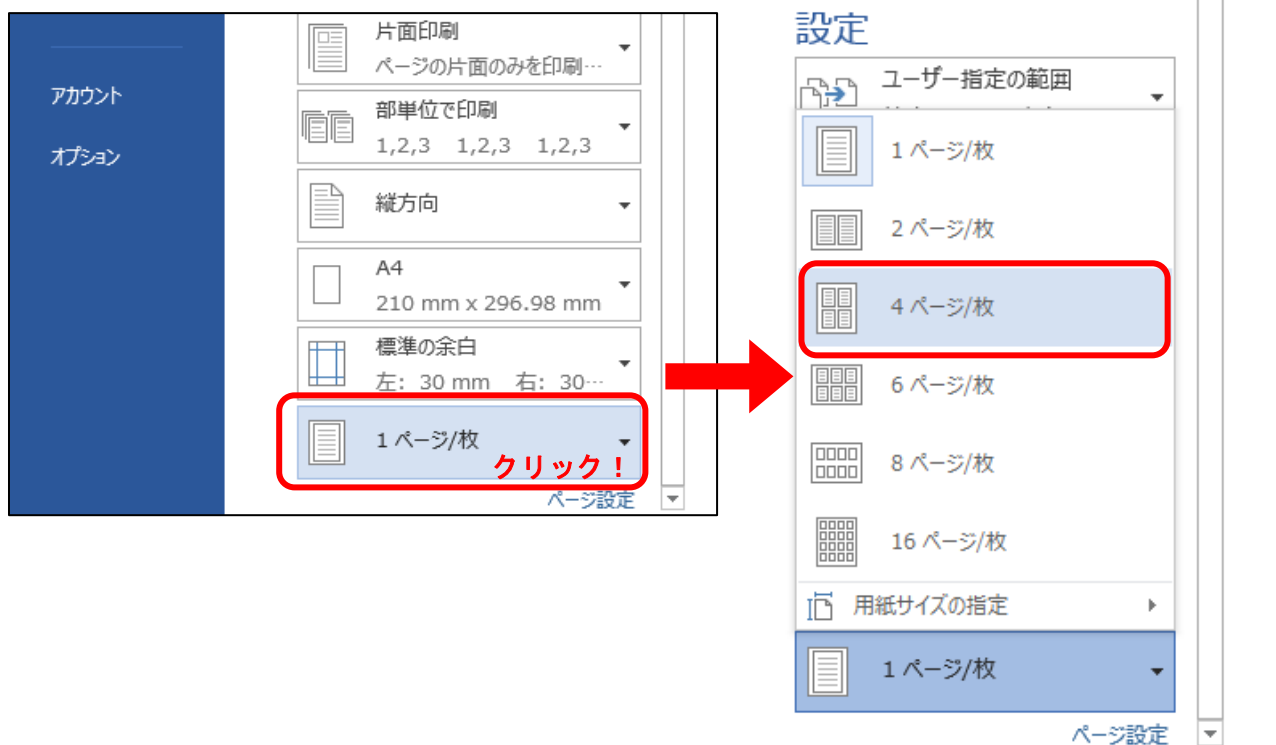 アカウント
オプション
片面印刷
ページの片面のみを印刷…
部単位で印刷
1,2,3 1,2,3 1,2,3
縦方向
A4
210 mm x 296.98 mm
標準の余白
左: 30 mm 右: 30…
1 ページ/枚
クリック！
ページ設定
設定
ユーザー指定の範囲
1 ページ/枚
2 ページ/枚
4 ページ/枚
6 ページ/枚
8 ページ/枚
16 ページ/枚
用紙サイズの指定
1 ページ/枚
ページ設定